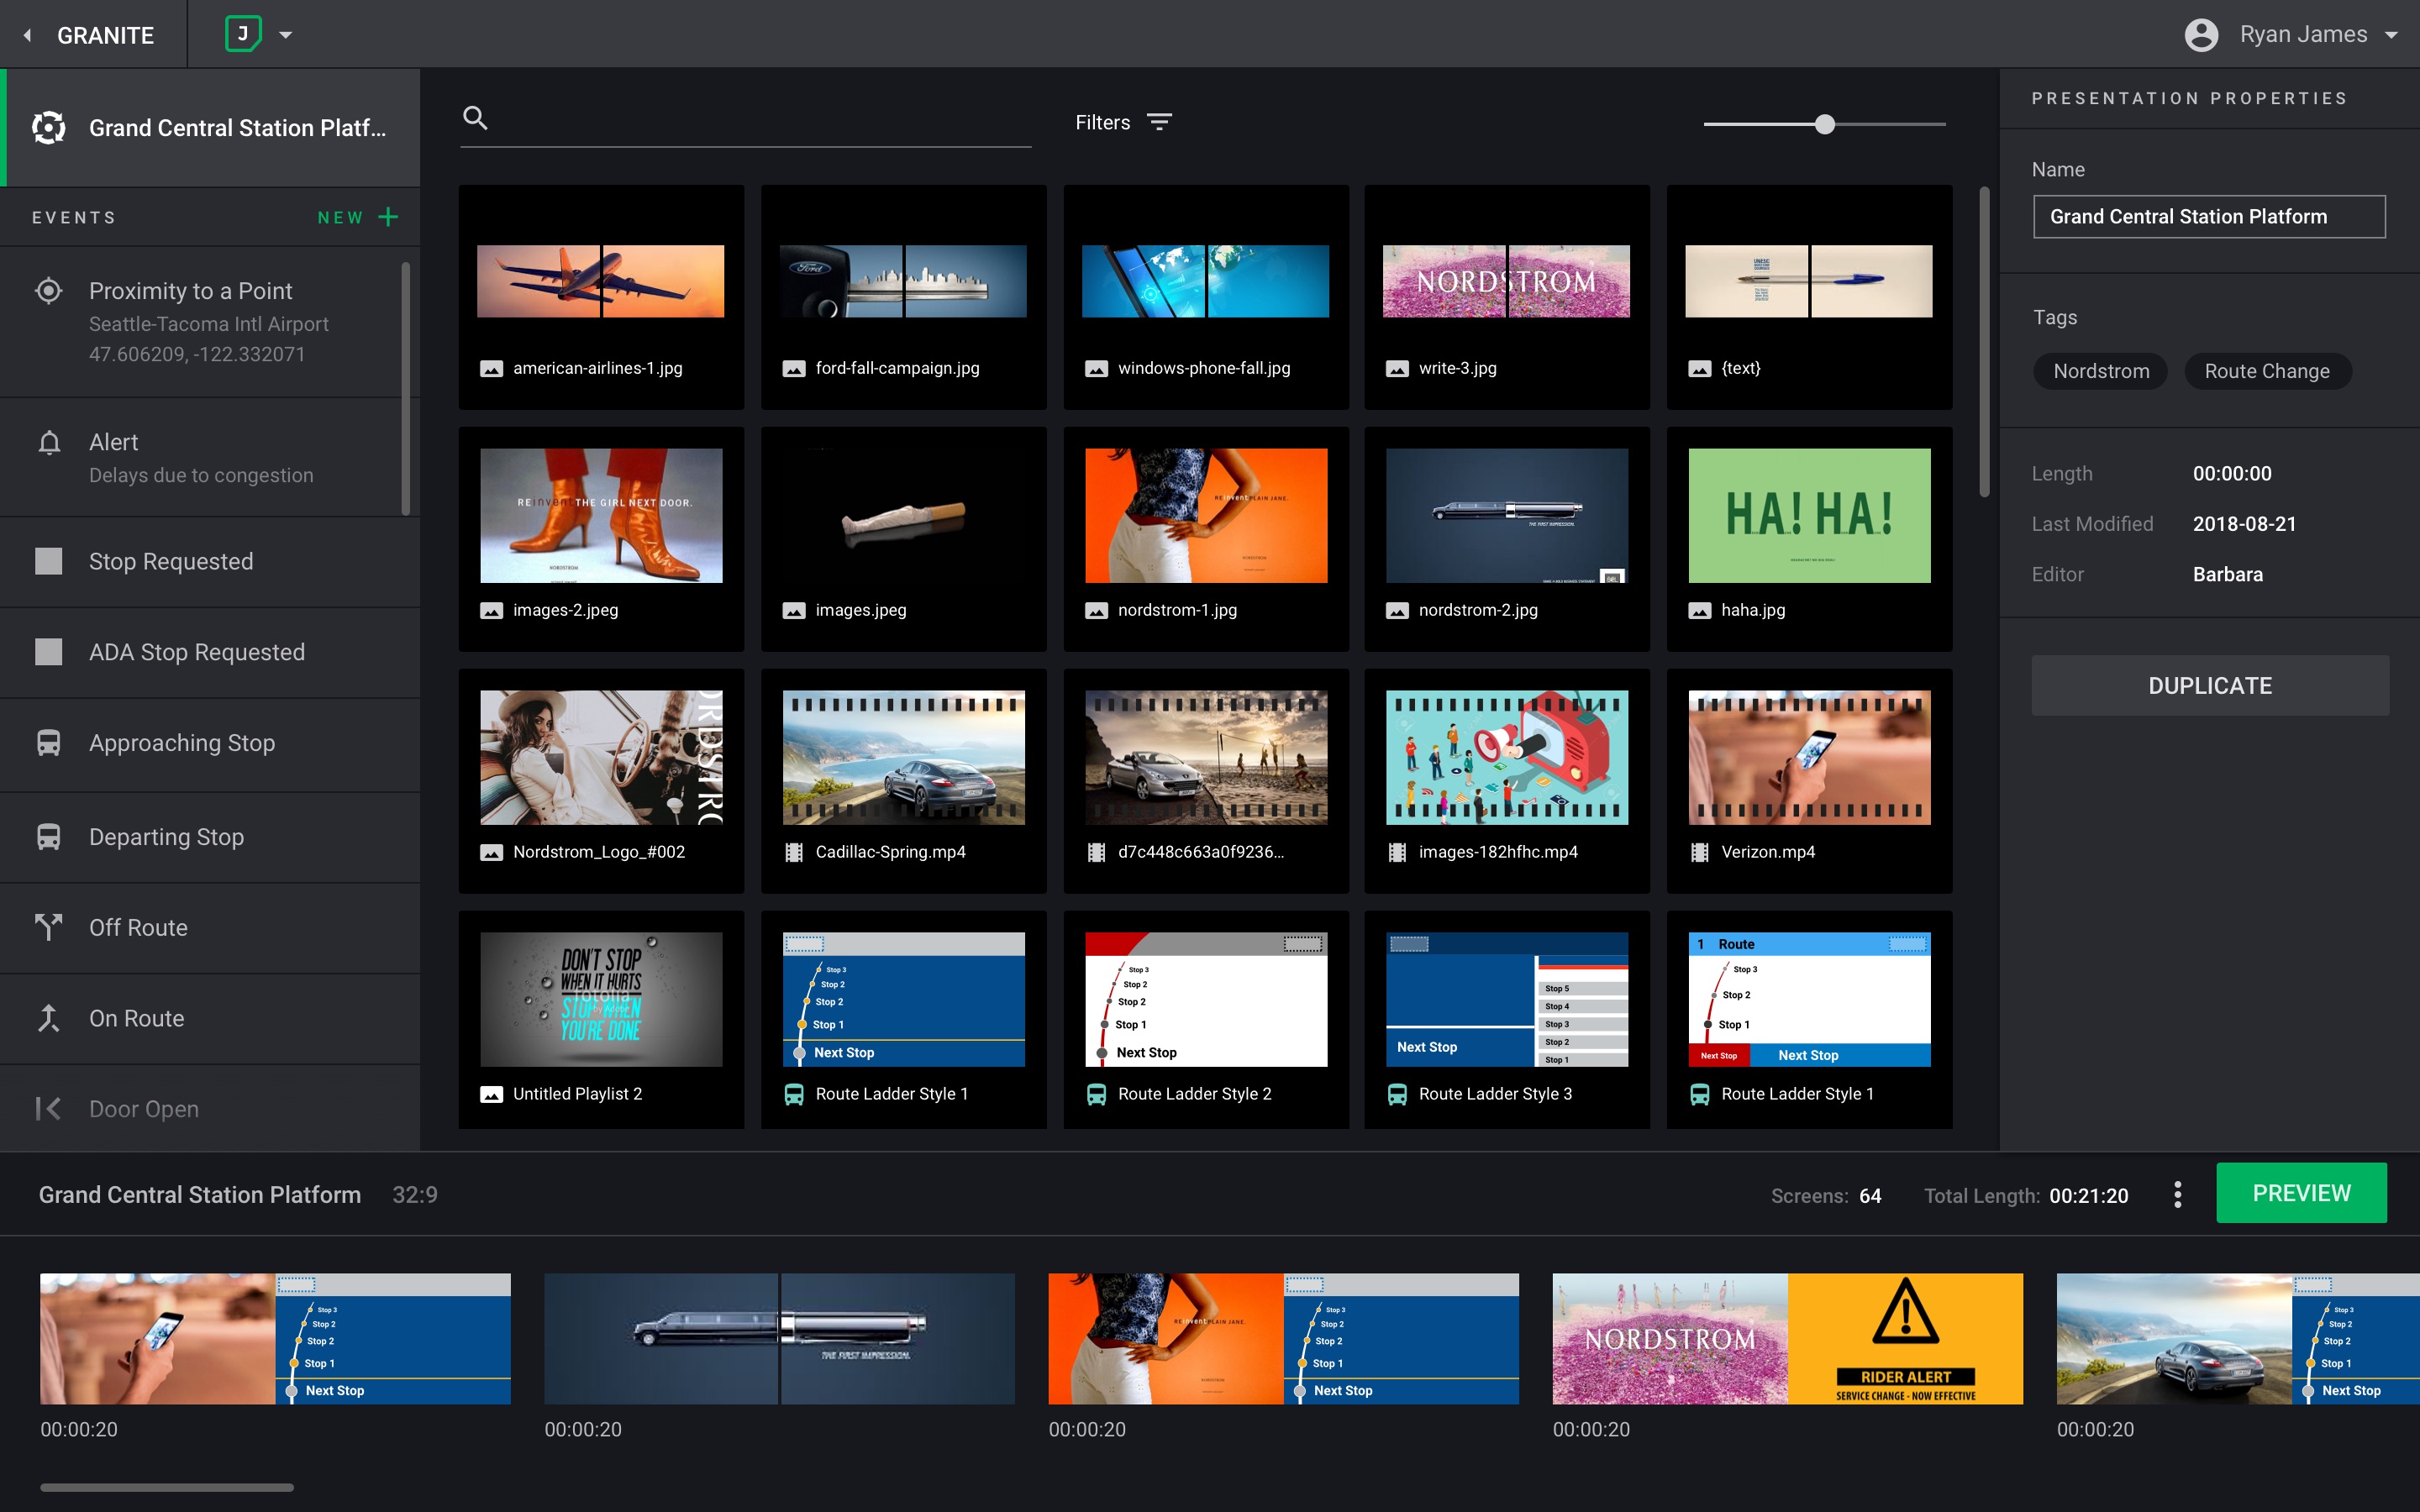 GRANITE
J
Ryan James
Grand Central Station Platf...
EVENTS
NEW
Proximity to a Point
Seattle-Tacoma Intl Airport
47.606209, -122.332071
Alert
Delays due to congestion
Stop Requested
ADA Stop Requested
Approaching Stop
Departing Stop
Off Route
On Route
Door Open
Filters
Ford
NORDSTROM
american-airlines-1.jpg
ford-fall-campaign.jpg
windows-phone-fall.jpg
write-3.jpg
{text}
REinvent THE GIRL NEXT DOOR.
NORDSTROM
REinvent PLAIN JANE.
NORDSTROM
THE FIRST IMPRESSION.
HA! HA!
images-2.jpeg
images.jpeg
nordstrom-1.jpg
nordstrom-2.jpg
haha.jpg
Nordstrom_Logo_#002
Cadillac-Spring.mp4
d7c448c663a0f9236...
images-182hfhc.mp4
Verizon.mp4
DON'T STOP
WHEN IT HURTS
STOP WHEN
YOU'RE DONE
Stop 3
Stop 2
Stop 2
Stop 1
Next Stop
Stop 3
Stop 2
Stop 2
Stop 1
Next Stop
Next Stop
Stop 5
Stop 4
Stop 3
Stop 2
Stop 1
1 Route
Stop 3
Stop 2
Stop 1
Next Stop
Next Stop
Untitled Playlist 2
Route Ladder Style 1
Route Ladder Style 2
Route Ladder Style 3
Route Ladder Style 1
PRESENTATION PROPERTIES
Name
Grand Central Station Platform
Tags
Nordstrom
Route Change
Length 00:00:00
Last Modified 2018-08-21
Editor Barbara
DUPLICATE
Grand Central Station Platform 32:9
Screens: 64
Total Length: 00:21:20
PREVIEW
Stop 3
Stop 2
Stop 2
Stop 1
Next Stop
THE FIRST IMPRESSION.
REinvent PLAIN JANE.
NORDSTROM
Stop 3
Stop 2
Stop 2
Stop 1
Next Stop
NORDSTROM
RIDER ALERT
SERVICE CHANGE - NOW EFFECTIVE
Stop 3
Stop 2
Stop 2
Stop 1
Next Stop
00:00:20
00:00:20
00:00:20
00:00:20
00:00:20